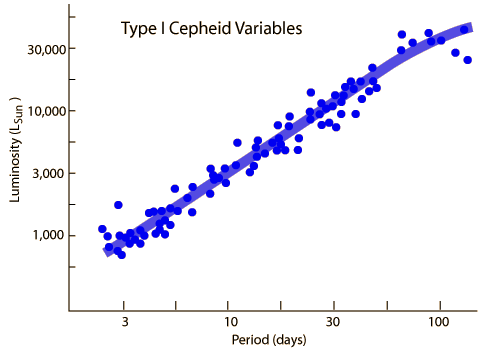 Type I Cepheid Variables
Luminosity (LSun)
30,000
10,000
3,000
1,000
3 10 30 100
Period (days)